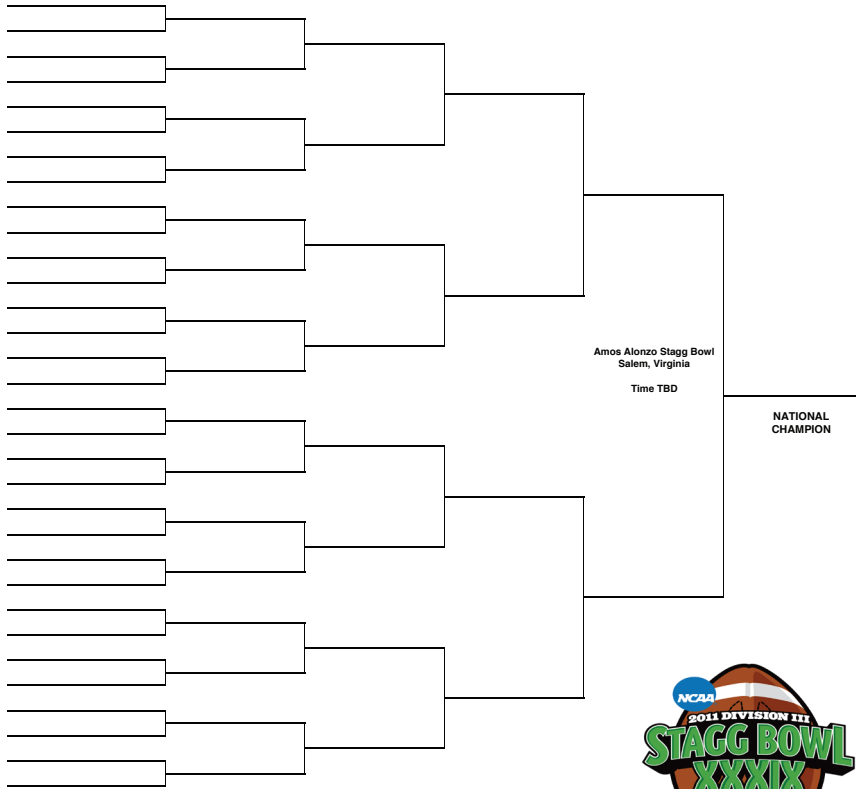 Amos Alonzo Stagg Bowl
Salem, Virginia
Time TBD
NATIONAL
CHAMPION
NCAA
2011 DIVISION III
STAGG BOWL
XXXIX